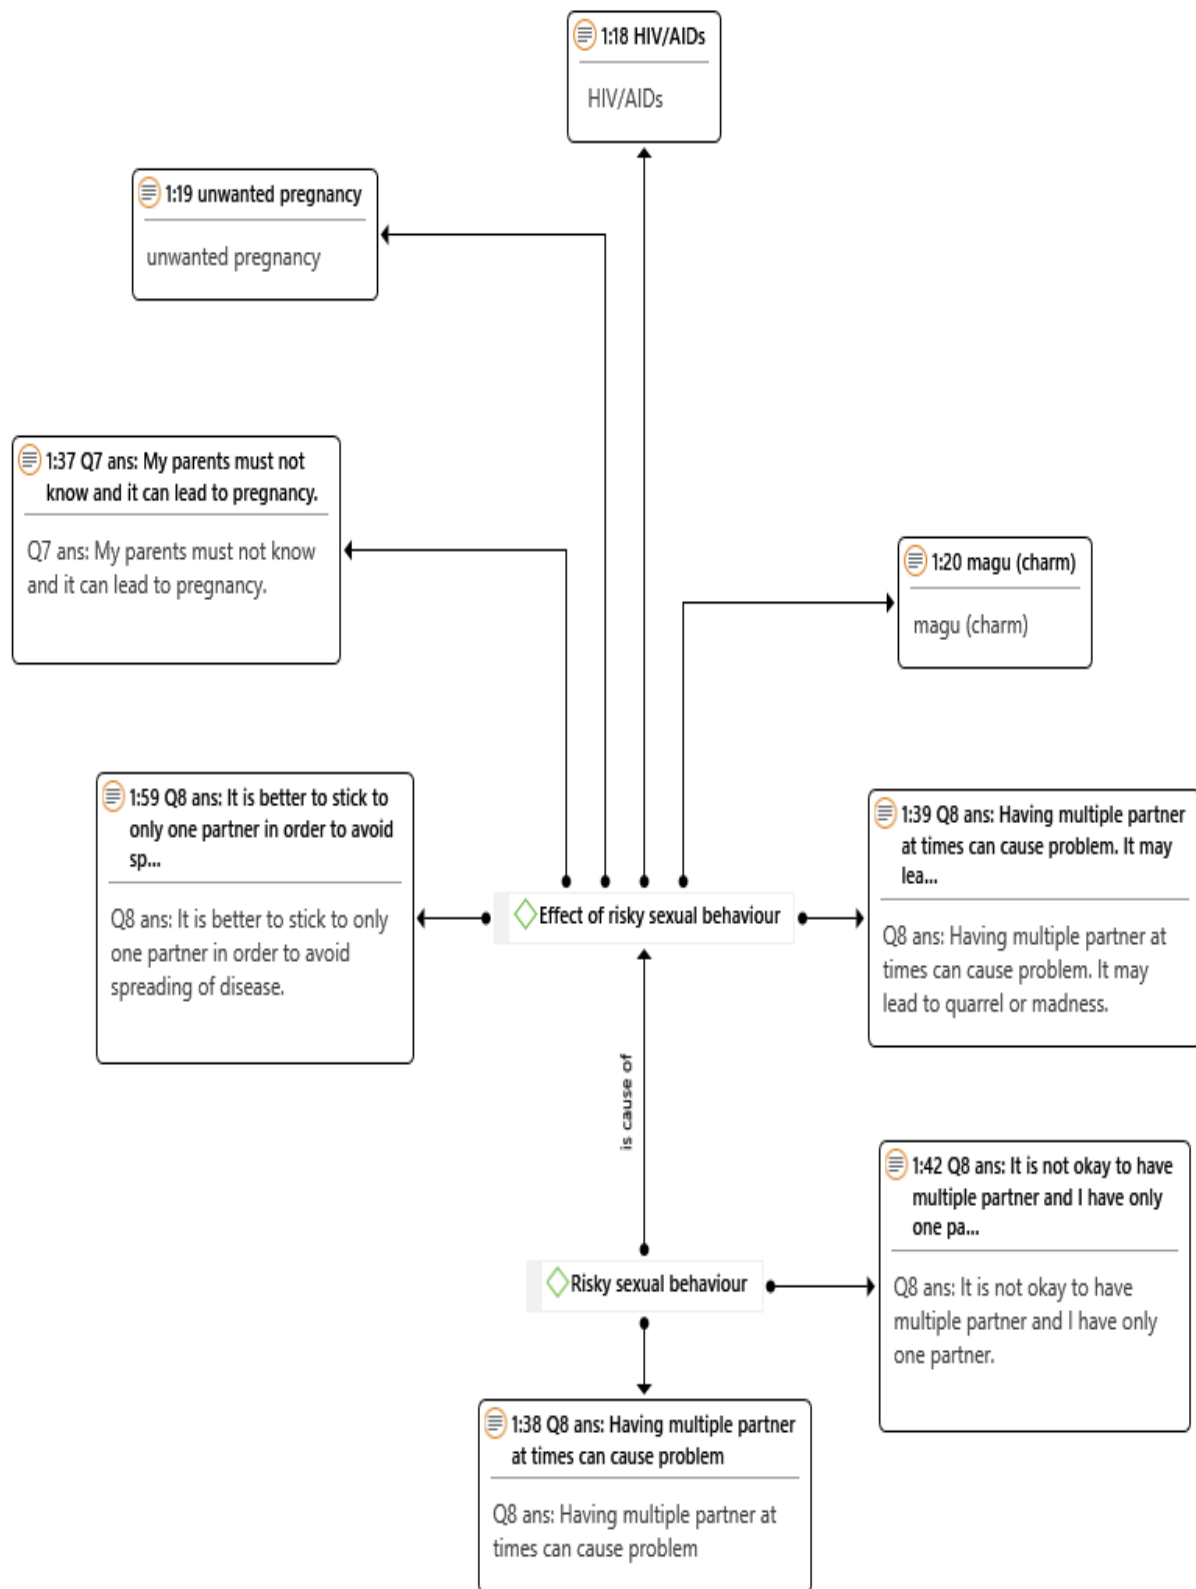 1:18 HIV/AIDs
HIV/AIDs
1:19 unwanted pregnancy
unwanted pregnancy
1:37 Q7 ans: My parents must not
know and it can lead to pregnancy.
Q7 ans: My parents must not know
and it can lead to pregnancy.
1:20 magu (charm)
magu (charm)
1:59 Q8 ans: It is better to stick to
only one partner in order to avoid
sp...
Q8 ans: It is better to stick to only
one partner in order to avoid
spreading of disease.
Effect of risky sexual behaviour
1:39 Q8 ans: Having multiple partner
at times can cause problem. It may
lea...
Q8 ans: Having multiple partner at
times can cause problem. It may
lead to quarrel or madness.
is cause of
1:42 Q8 ans: It is not okay to have
multiple partner and I have only
one pa...
Q8 ans: It is not okay to have
multiple partner and I have only
one partner.
Risky sexual behaviour
1:38 Q8 ans: Having multiple partner
at times can cause problem
Q8 ans: Having multiple partner at
times can cause problem